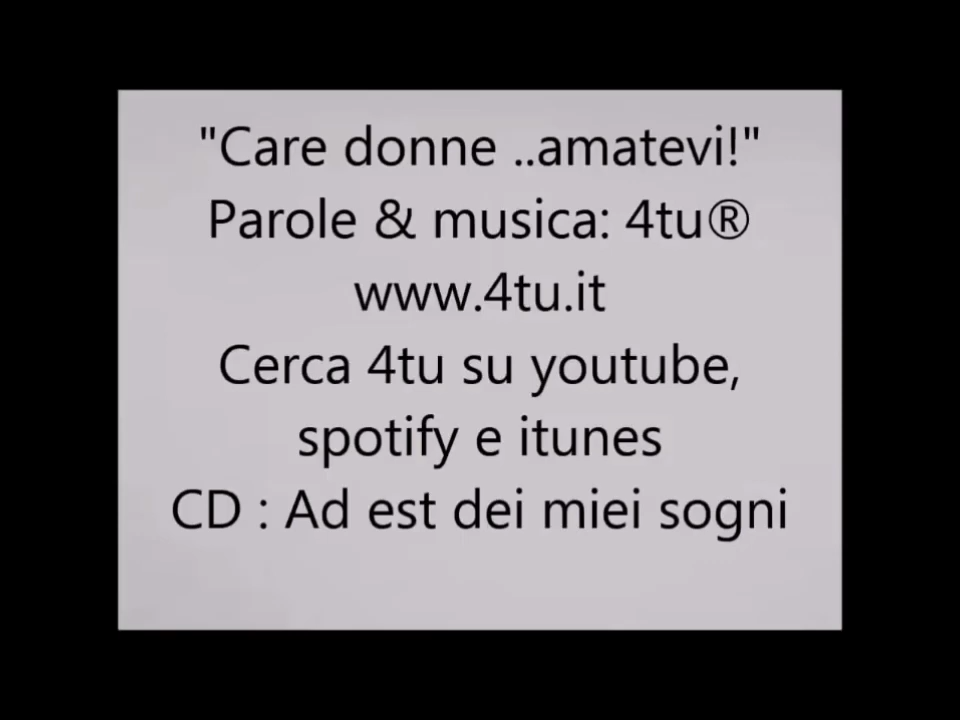 "Care donne ..amatevi!"
Parole & musica: 4tu®
www.4tu.it
Cerca 4tu su youtube,
spotify e itunes
CD : Ad est dei miei sogni